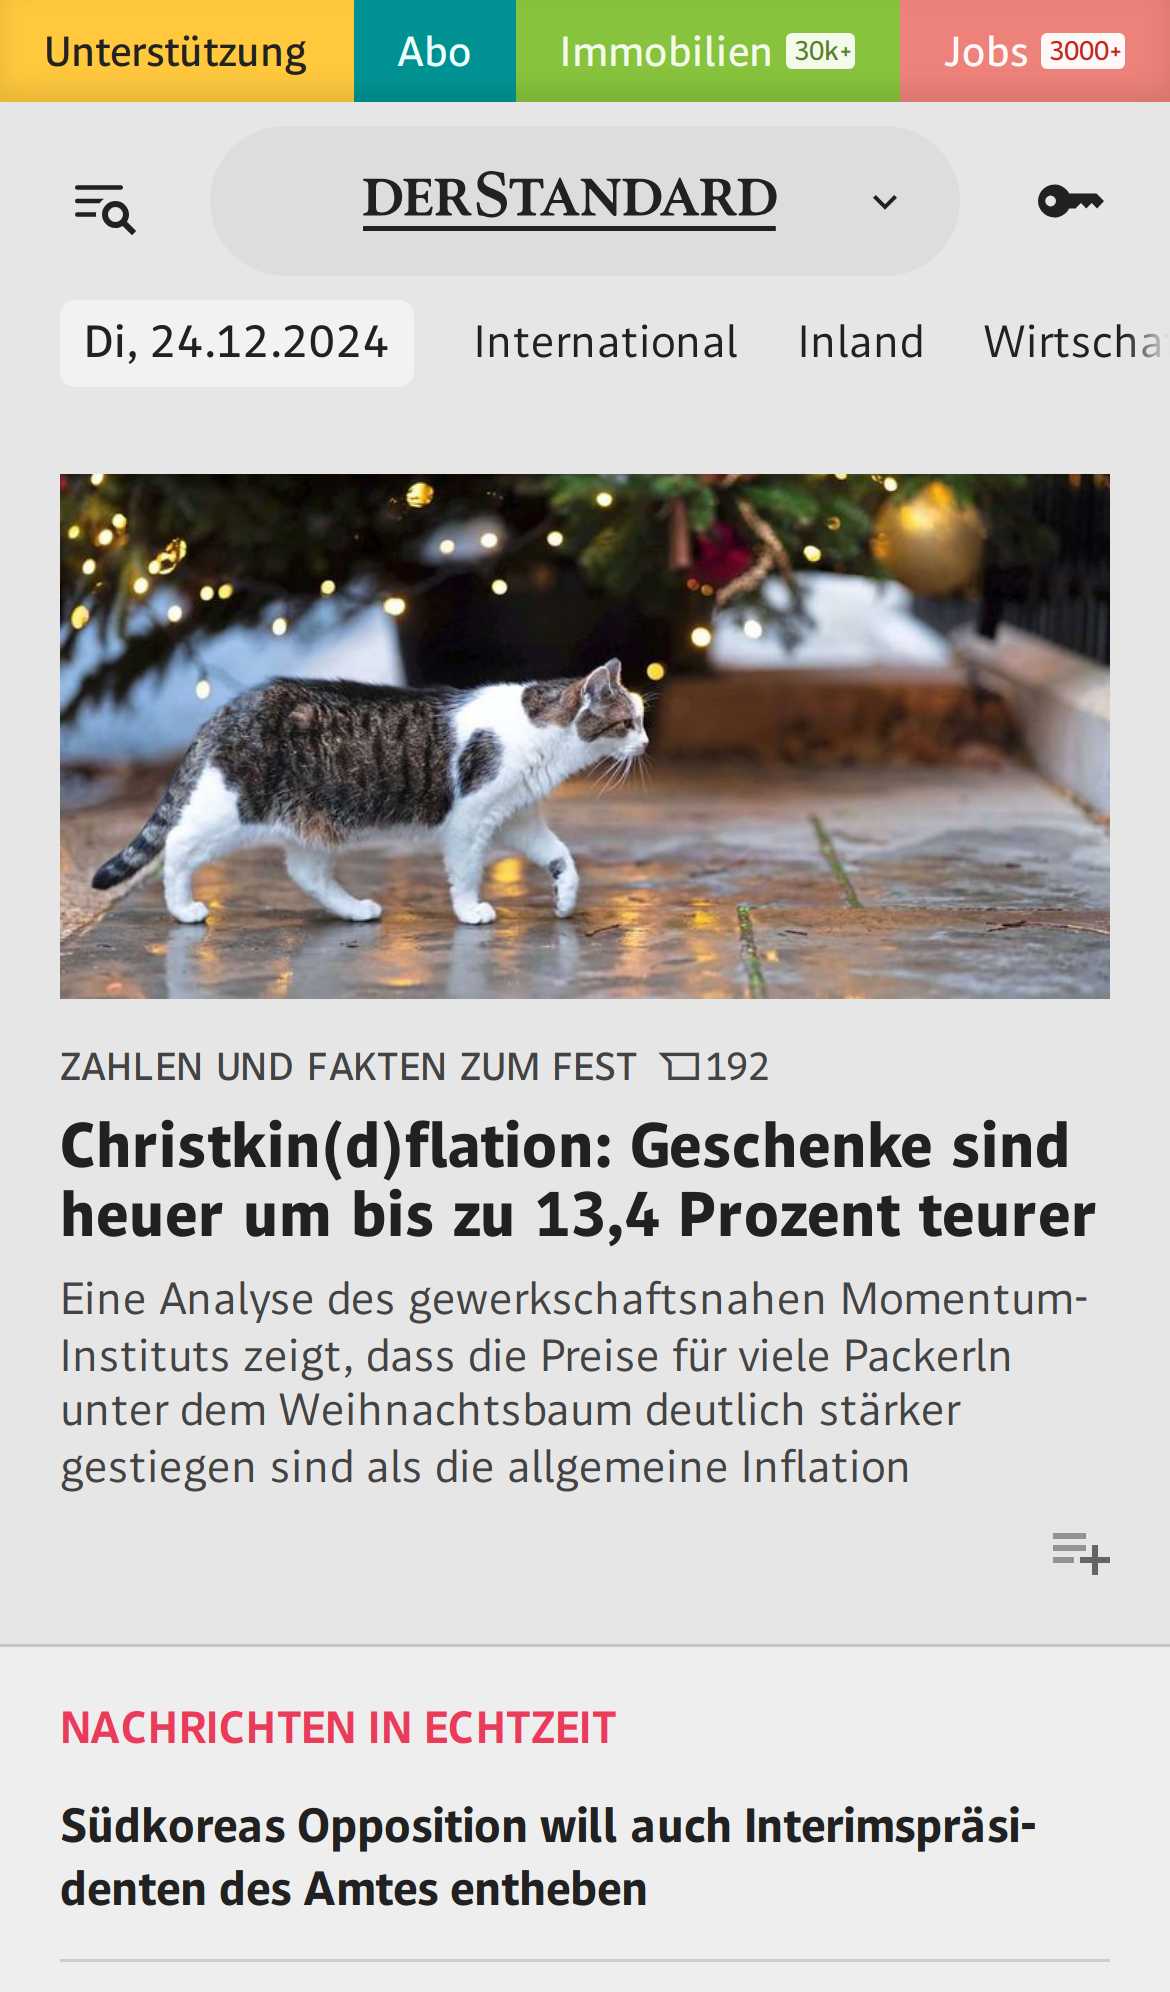 Unterstützung
Abo
Immobilien 30k+
Jobs 3000+
DERSTANDARD
Di, 24.12.2024
International
Inland
Wirtscha
ZAHLEN UND FAKTEN ZUM FEST 192
Christkin(d)flation: Geschenke sind
heuer um bis zu 13,4 Prozent teurer
Eine Analyse des gewerkschaftsnahen Momentum-
Instituts zeigt, dass die Preise für viele Packerln
unter dem Weihnachtsbaum deutlich stärker
gestiegen sind als die allgemeine Inflation
NACHRICHTEN IN ECHTZEIT
Südkoreas Opposition will auch Interimspräsi-
denten des Amtes entheben